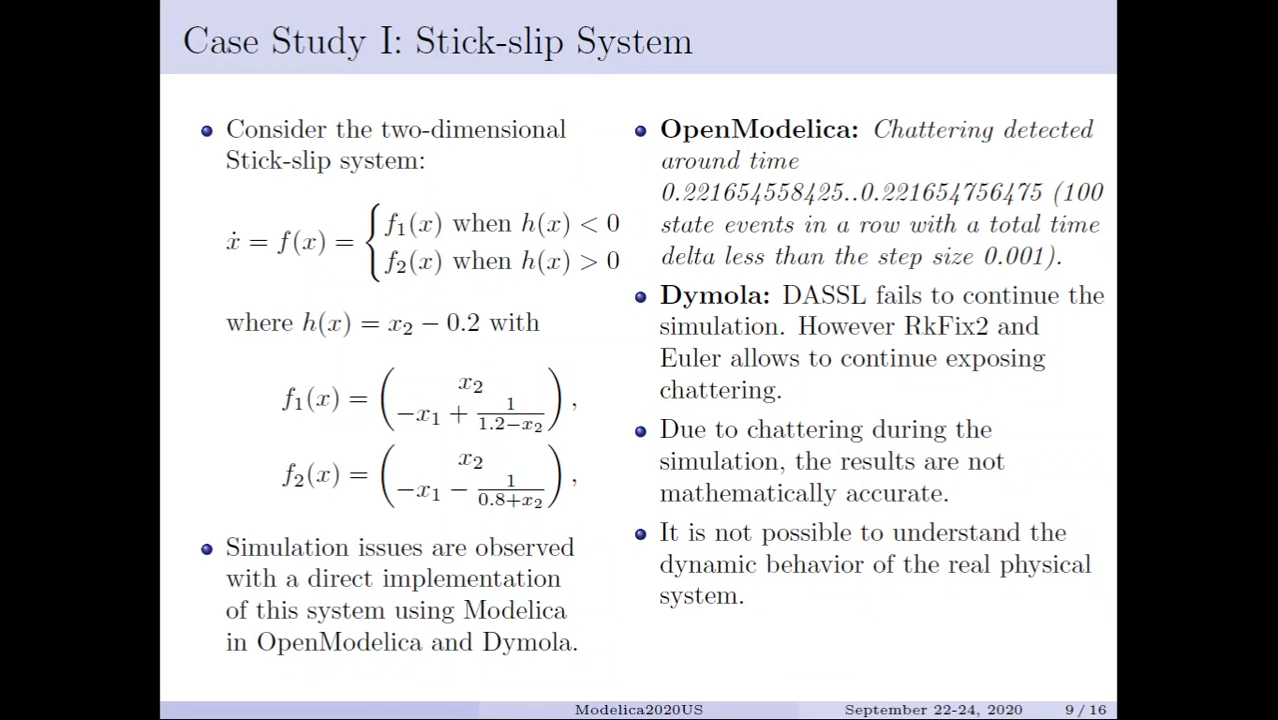 Case Study I: Stick-slip System
Consider the two-dimensional
Stick-slip system:
ẋ = f(x) = { f₁(x) when h(x) < 0
f₂(x) when h(x) > 0
where h(x) = x₂ − 0.2 with
f₁(x) = ( x₂
−x₁ + 1/(1.2−x₂) ) ,
f₂(x) = ( x₂
−x₁ − 1/(0.8+x₂) ) ,
Simulation issues are observed
with a direct implementation
of this system using Modelica
in OpenModelica and Dymola.
OpenModelica: Chattering detected
around time
0.221654558425..0.221654756475 (100
state events in a row with a total time
delta less than the step size 0.001).
Dymola: DASSL fails to continue the
simulation. However RkFix2 and
Euler allows to continue exposing
chattering.
Due to chattering during the
simulation, the results are not
mathematically accurate.
It is not possible to understand the
dynamic behavior of the real physical
system.
Modelica2020US September 22-24, 2020 9 / 16